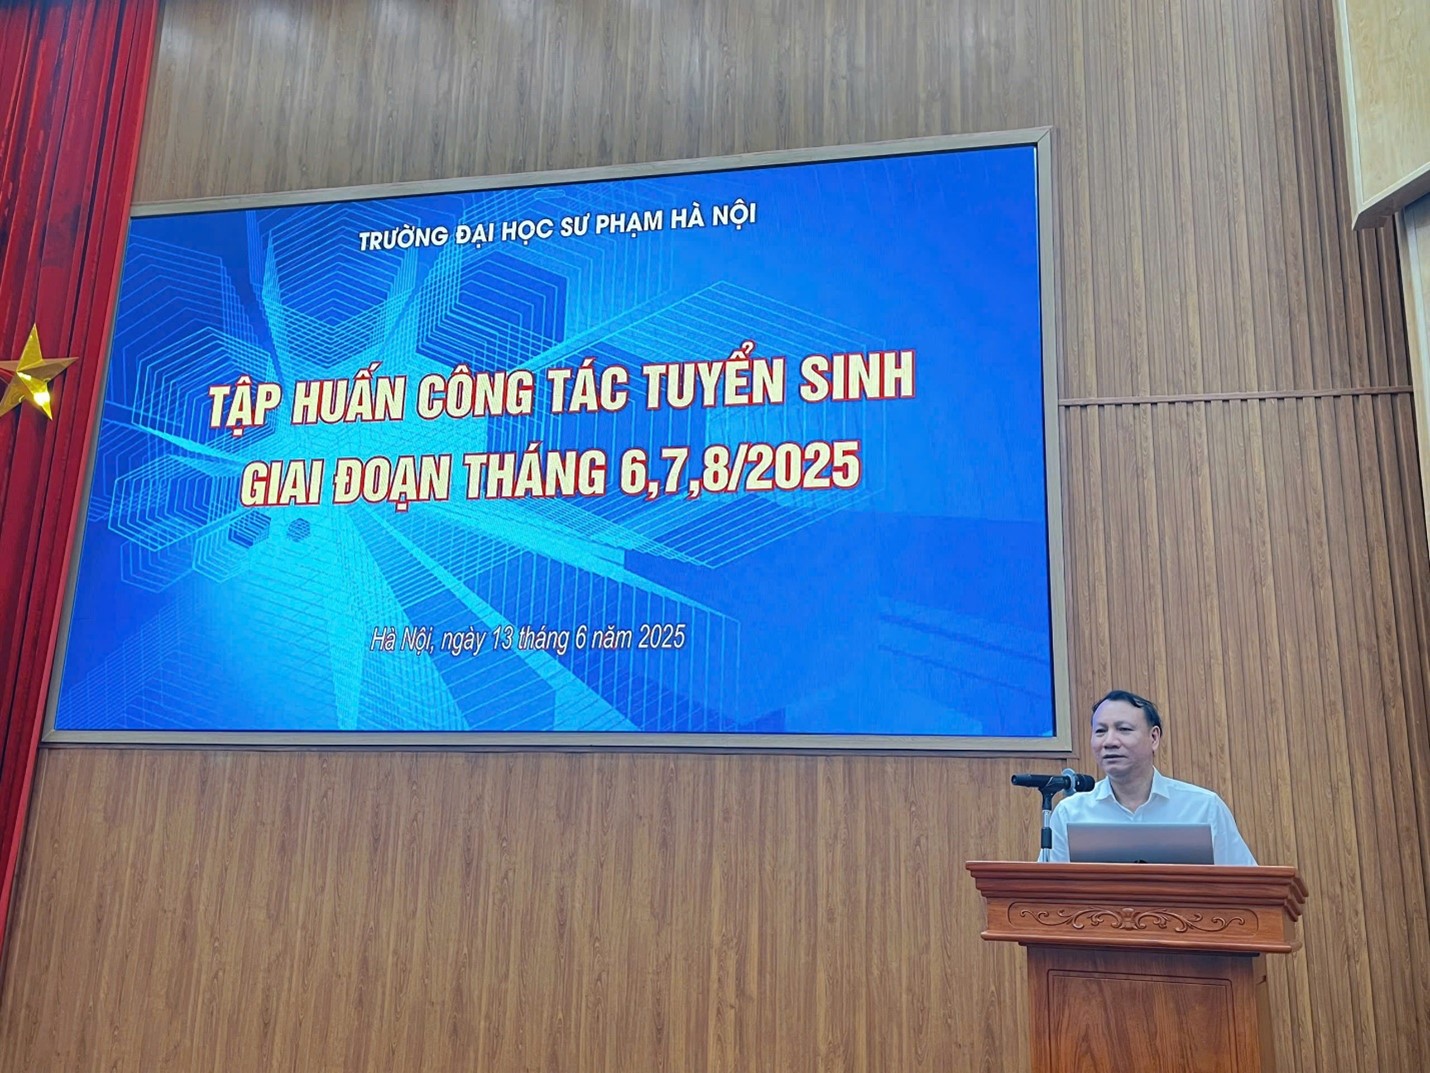 TRƯỜNG ĐẠI HỌC SƯ PHẠM HÀ NỘI
TẬP HUẤN CÔNG TÁC TUYỂN SINH
GIAI ĐOẠN THÁNG 6,7,8/2025
Hà Nội, ngày 13 tháng 6 năm 2025